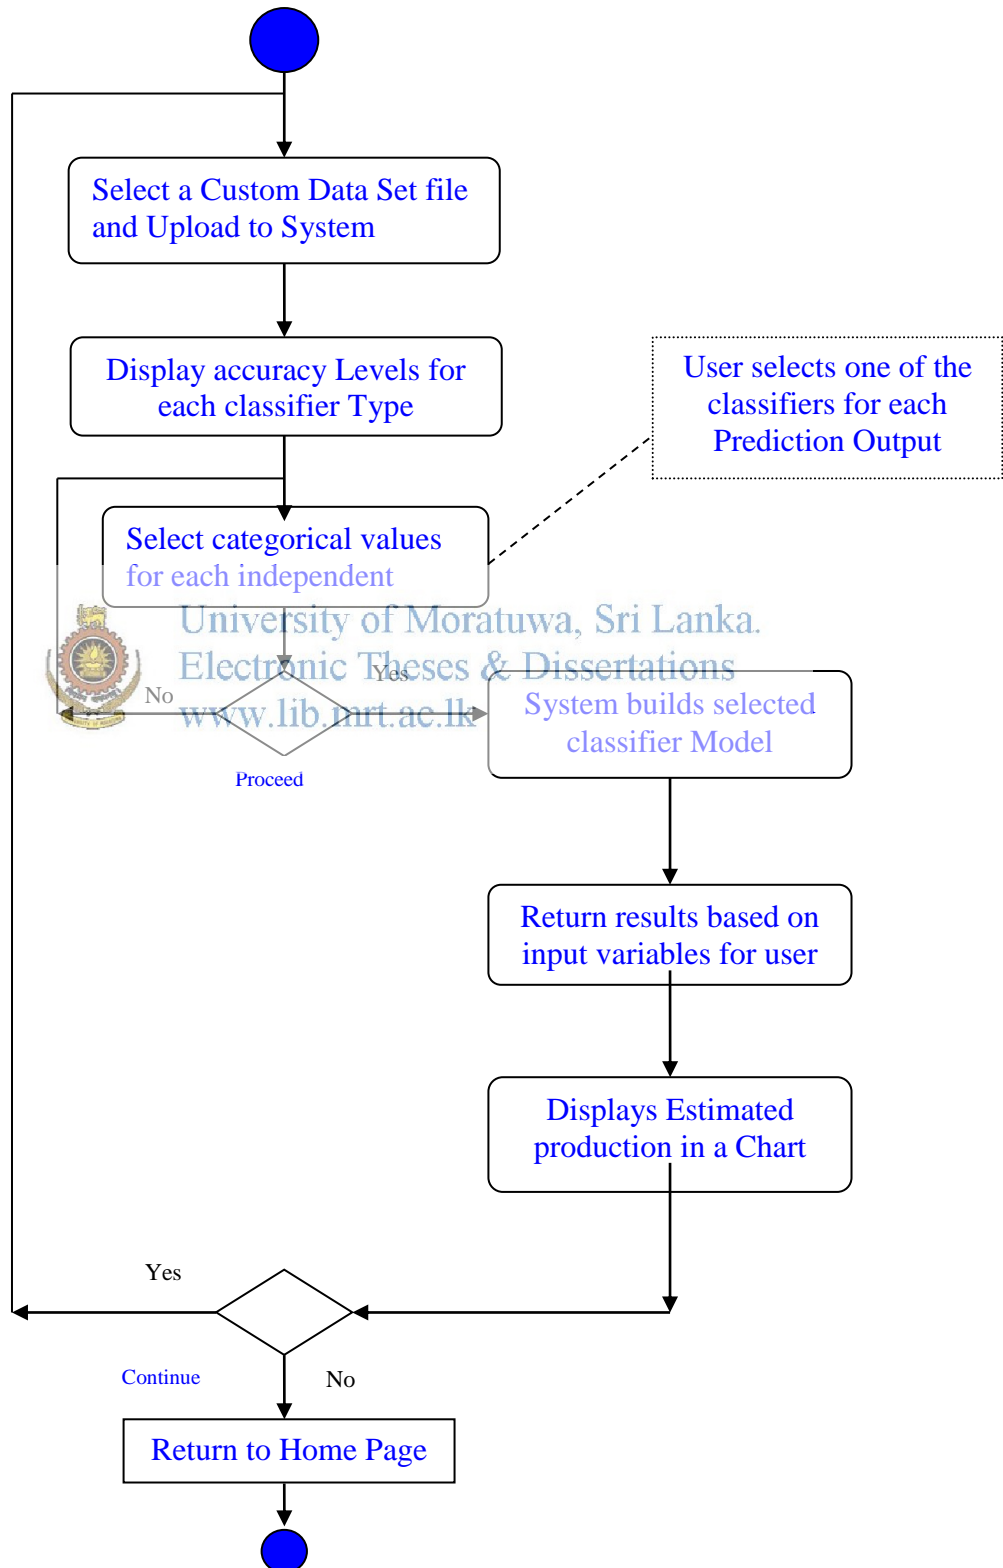 Select a Custom Data Set file
and Upload to System
Display accuracy Levels for
each classifier Type
User selects one of the
classifiers for each
Prediction Output
Select categorical values
for each independent
University of Moratuwa, Sri Lanka.
Electronic Theses & Dissertations
www.lib.mrt.ac.lk
No
Yes
Proceed
System builds selected
classifier Model
Return results based on
input variables for user
Displays Estimated
production in a Chart
Yes
Continue
No
Return to Home Page